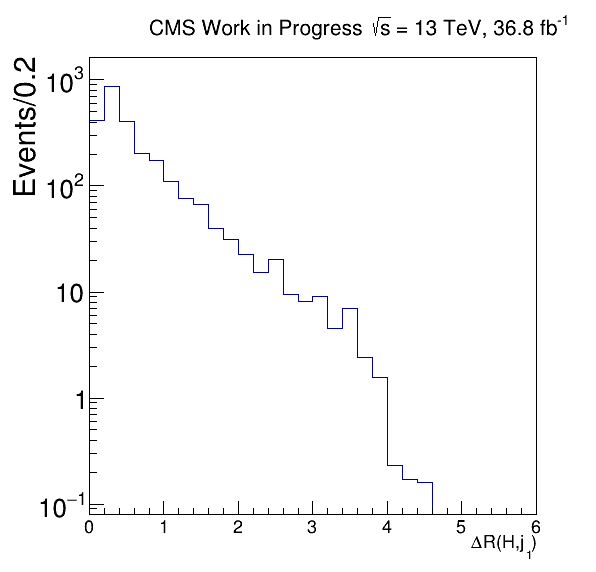 CMS Work in Progress √s = 13 TeV, 36.8 fb⁻¹
Events/0.2
10³
10²
10
1
10⁻¹
0 1 2 3 4 5 6
ΔR(H,j₁)